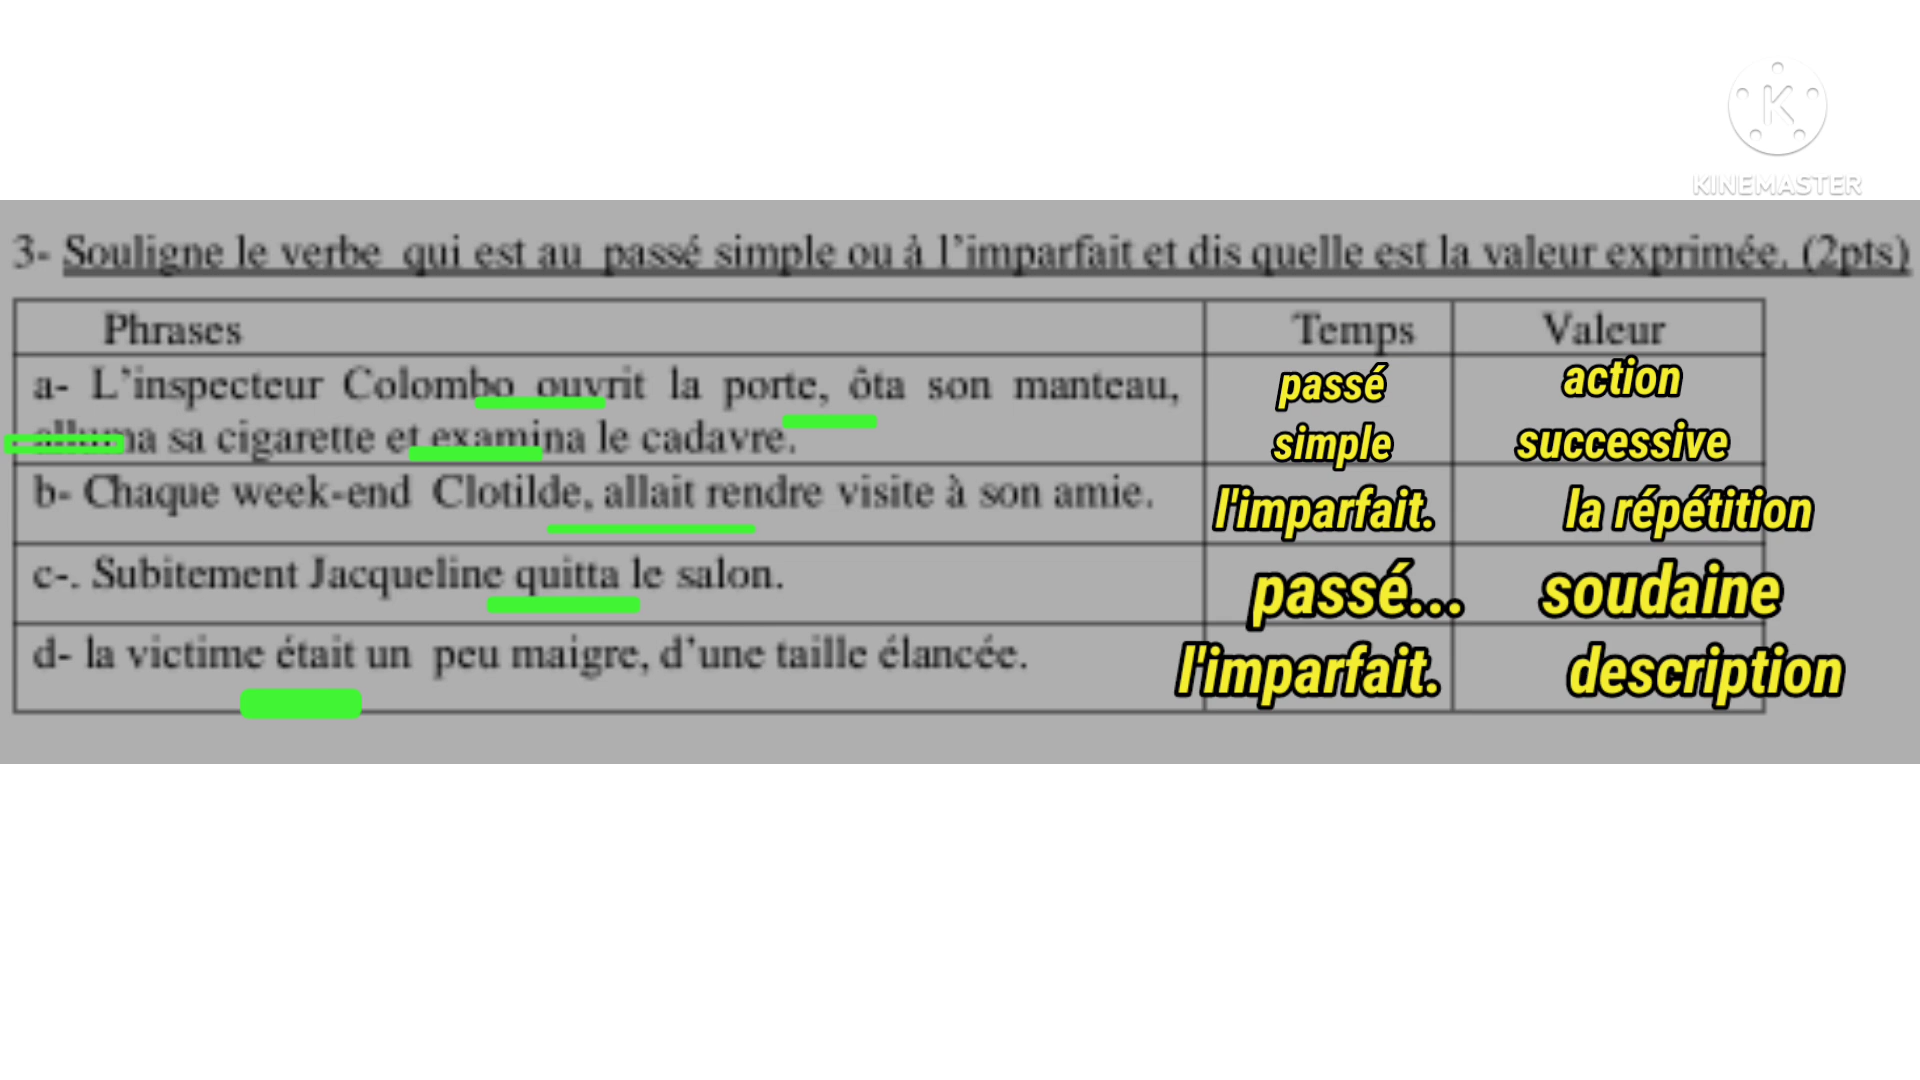 K
KINEMASTER
3- Souligne le verbe qui est au passé simple ou à l'imparfait et dis quelle est la valeur exprimée. (2pts)
Phrases Temps Valeur
a- L'inspecteur Colombo ouvrit la porte, ôta son manteau, passé action
alluma sa cigarette et examina le cadavre. simple successive
b- Chaque week-end Clotilde, allait rendre visite à son amie. l'imparfait. la répétition
c-. Subitement Jacqueline quitta le salon. passé... soudaine
d- la victime était un peu maigre, d'une taille élancée. l'imparfait. description